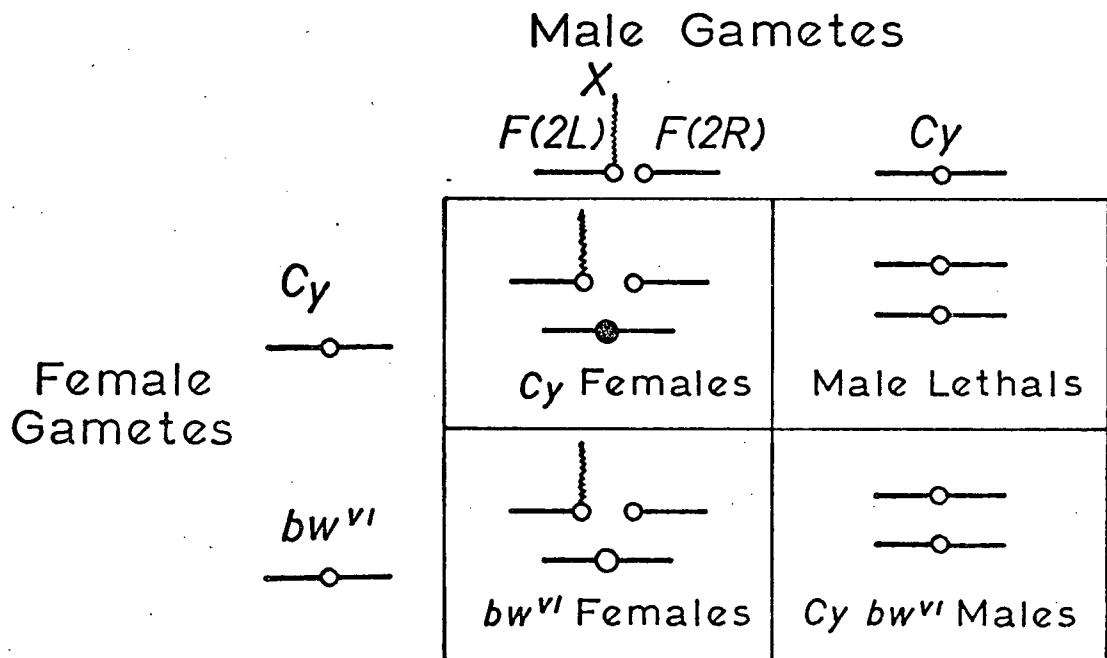 Male Gametes
X
F(2L) F(2R) Cy
Cy
Female
Gametes
Cy Females
Male Lethals
bw^VI
bw^VI Females
Cy bw^VI Males